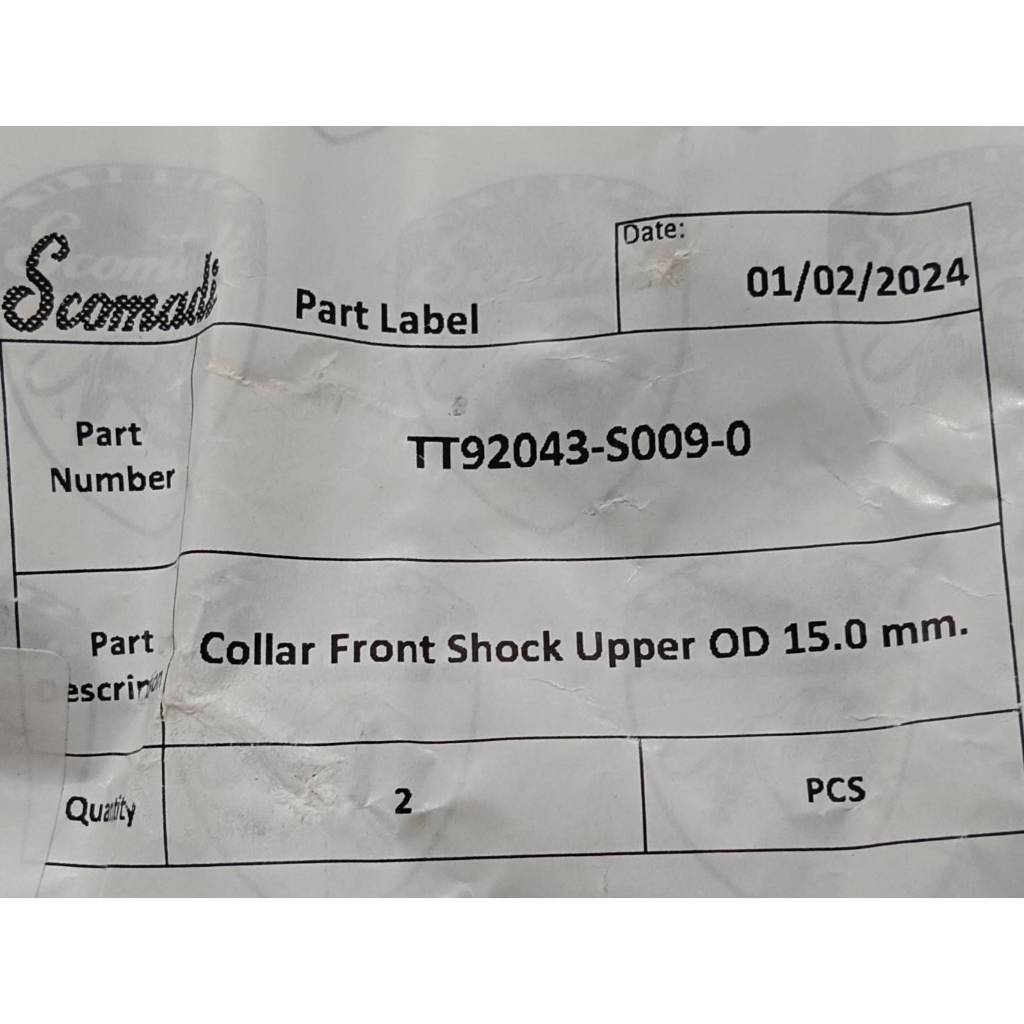 Scomadi
Part Label
Date:
01/02/2024
Part
Number
TT92043-S009-0
Part
Collar Front Shock Upper OD 15.0 mm.
Quantity
2
PCS